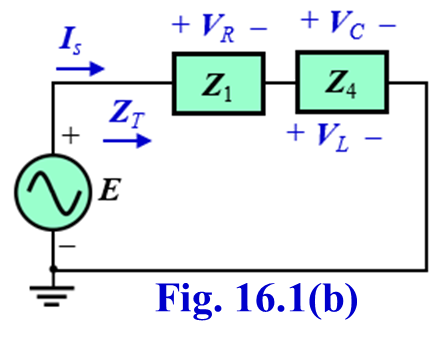 + V_R − + V_C −
I_s
Z_1 Z_4
Z_T
+ V_L −
+
E
−
Fig. 16.1(b)